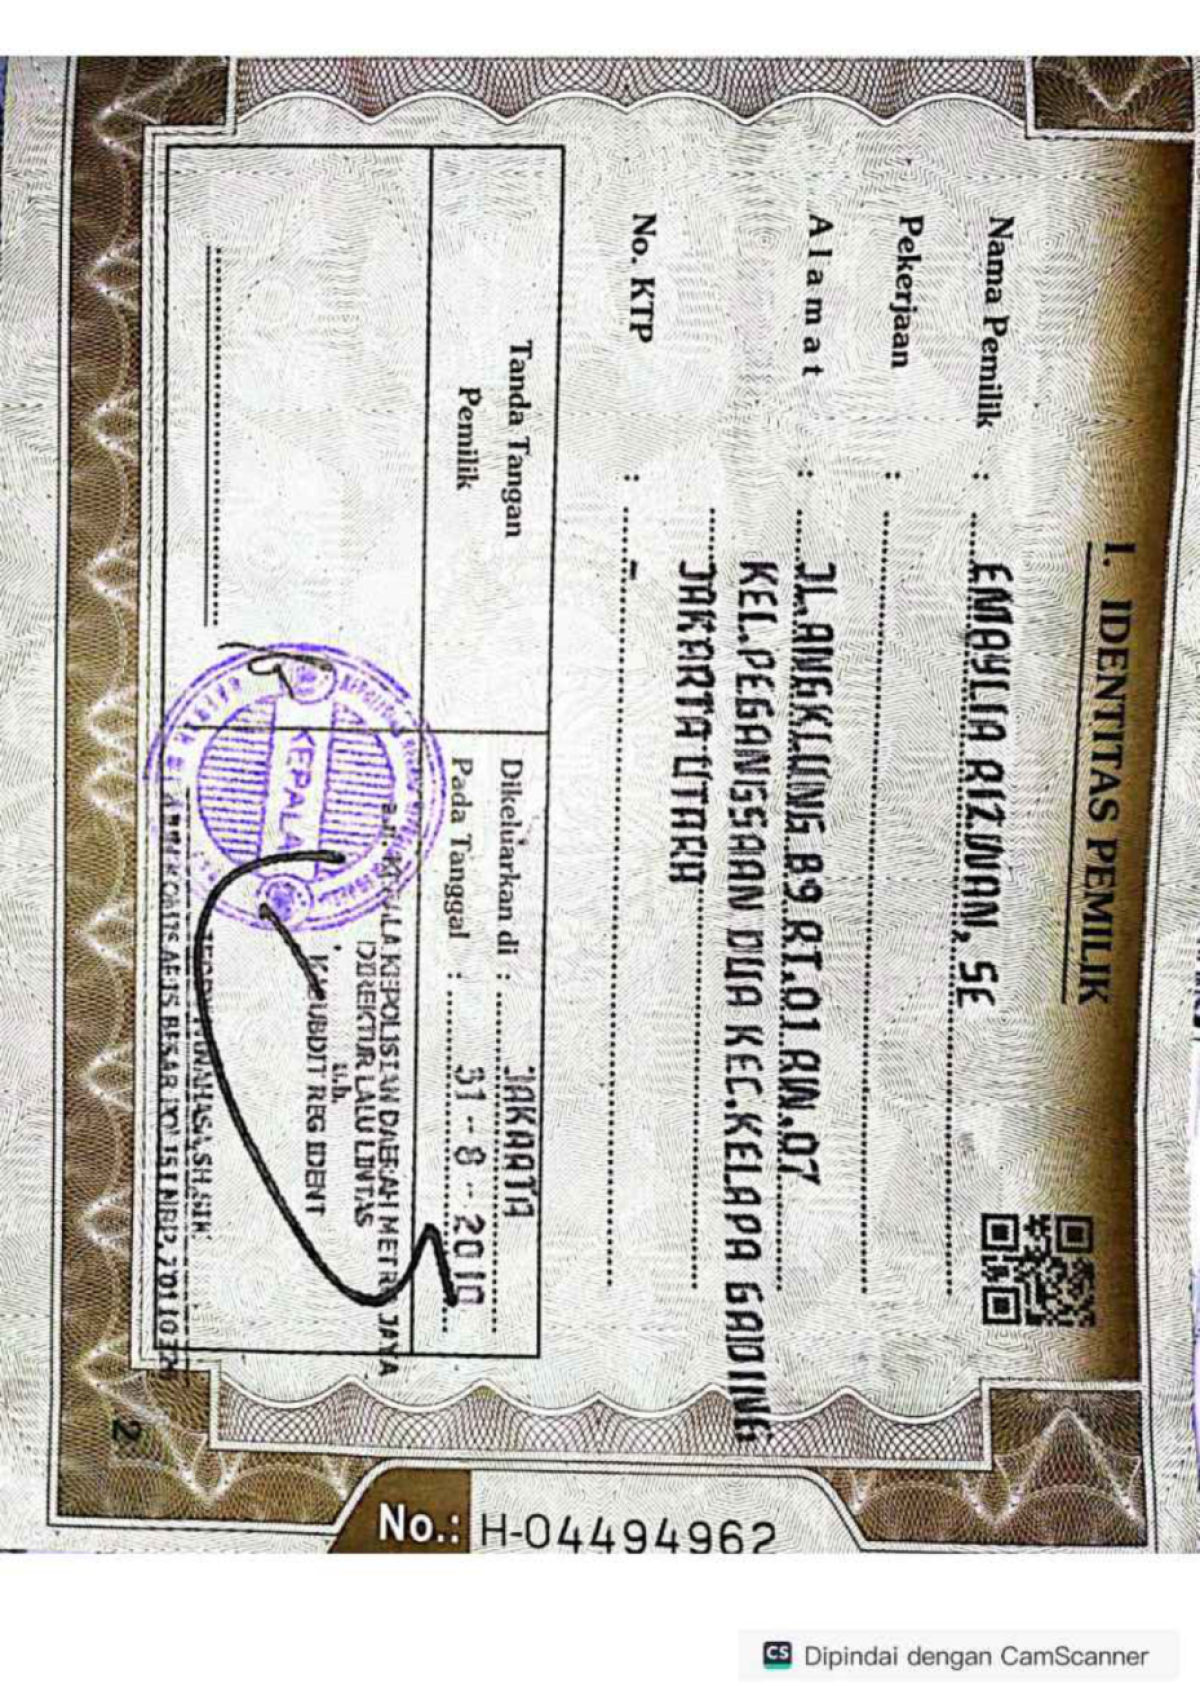 I. IDENTITAS PEMILIK
Nama Pemilik : EMAYLIA RIZWAN, SE
Pekerjaan :
Alamat : JL.ANGKLUNG B9.RT.01 RW.07
KEL.PEGANGSAAN DUA KEC.KELAPA GADING
JAKARTA UTARA
No. KTP : -
Tanda Tangan
Pemilik
Dikeluarkan di : JAKARTA
Pada Tanggal : 31-8-2010
KEPOLISIAN DAERAH METRO JAYA
DIREKTUR LALU LINTAS
u.b.
KASUBDIT REG IDENT
KEPALA
2
No.: H-04494962
CS Dipindai dengan CamScanner